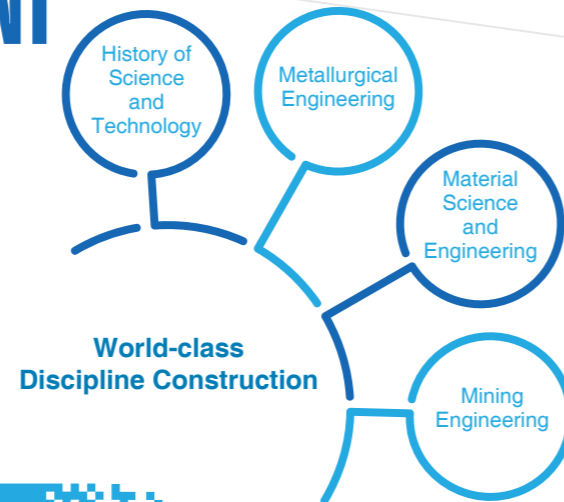 History of
Science
and
Technology
Metallurgical
Engineering
Material
Science
and
Engineering
World-class
Discipline Construction
Mining
Engineering